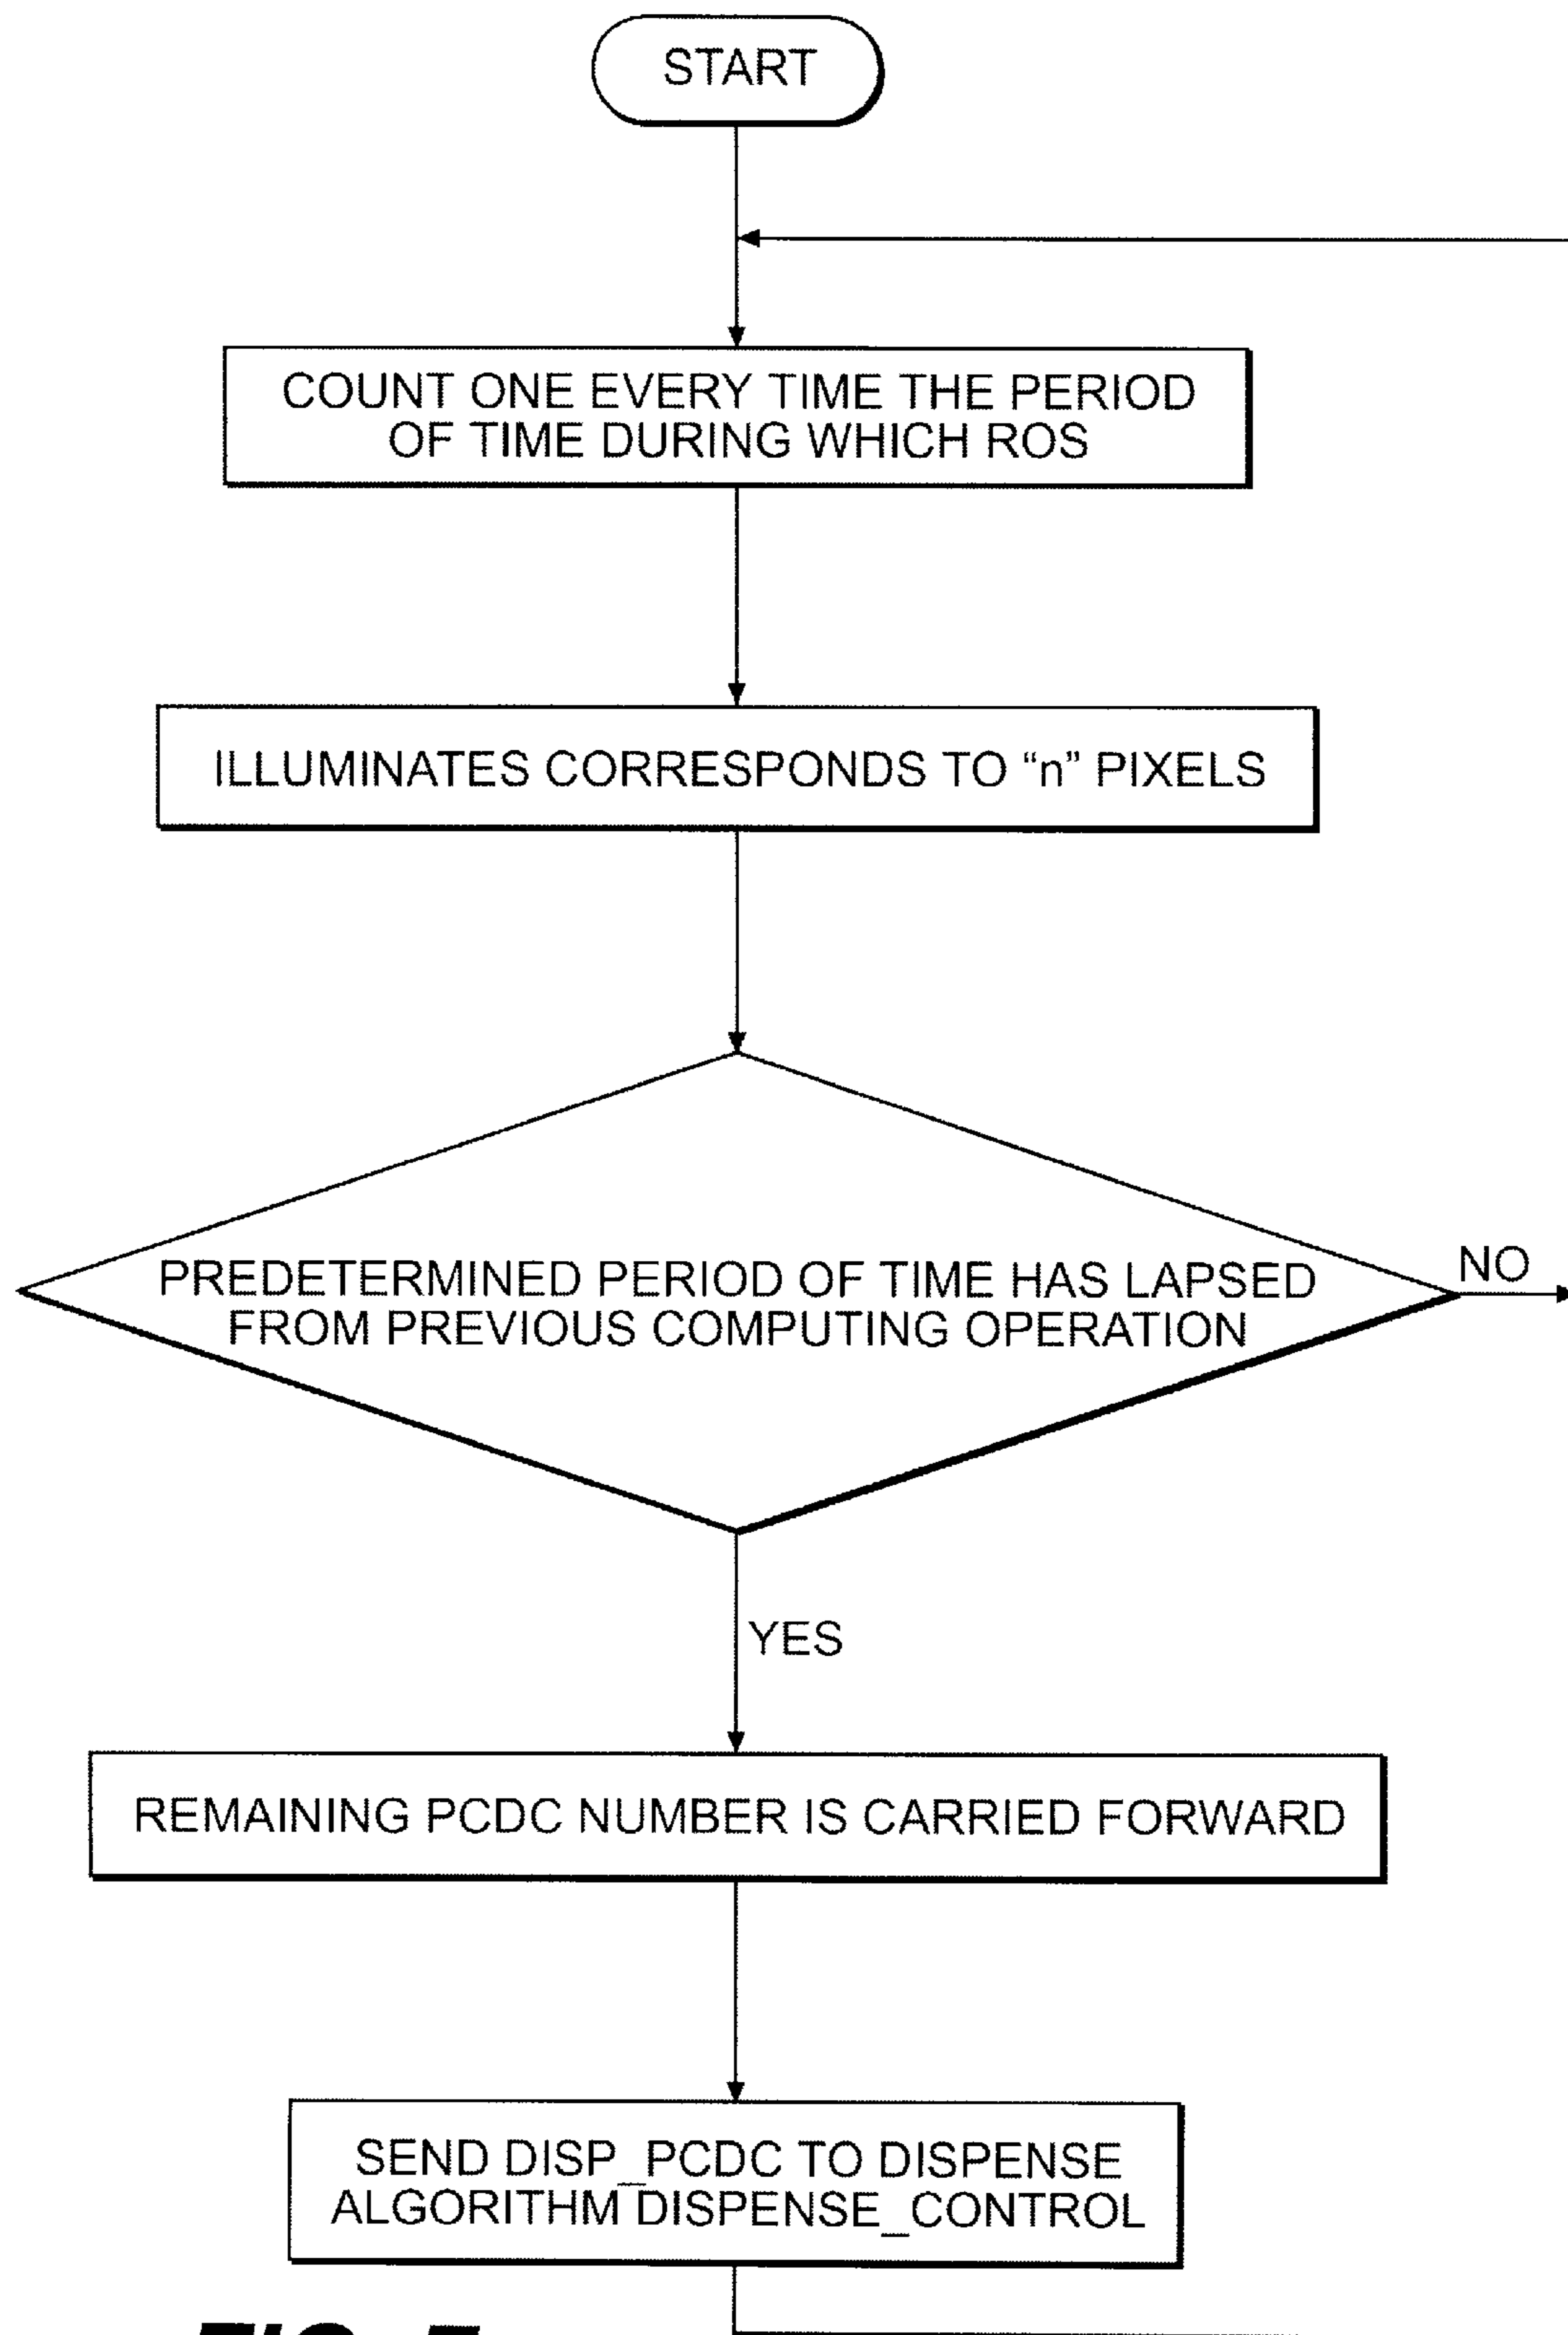 START
COUNT ONE EVERY TIME THE PERIOD
OF TIME DURING WHICH ROS
ILLUMINATES CORRESPONDS TO “n” PIXELS
PREDETERMINED PERIOD OF TIME HAS LAPSED
FROM PREVIOUS COMPUTING OPERATION
NO
YES
REMAINING PCDC NUMBER IS CARRIED FORWARD
SEND DISP_PCDC TO DISPENSE
ALGORITHM DISPENSE_CONTROL